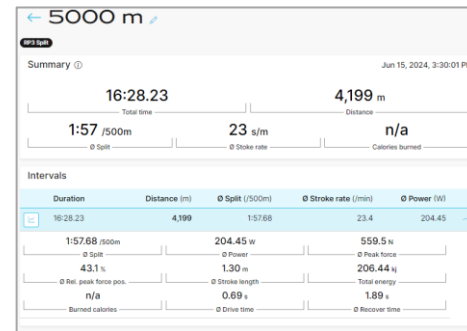 ← 5000 m
RP3 Split
Summary ⓘ Jun 15, 2024, 3:30:01 PM
16:28.23 4,199 m
Total time Distance
1:57 /500m 23 s/m n/a
Ø Split Ø Stoke rate Calories burned
Intervals
Duration Distance (m) Ø Split (/500m) Ø Stroke rate (/min) Ø Power (W)
16:28.23 4,199 1:57.68 23.4 204.45
1:57.68 /500m 204.45 W 559.5 N
Ø Split Ø Power Ø Peak force
43.1 % 1.30 m 206.44 kj
Ø Rel. peak force pos. Ø Stroke length Total energy
n/a 0.69 s 1.89 s
Burned calories Ø Drive time Ø Recover time